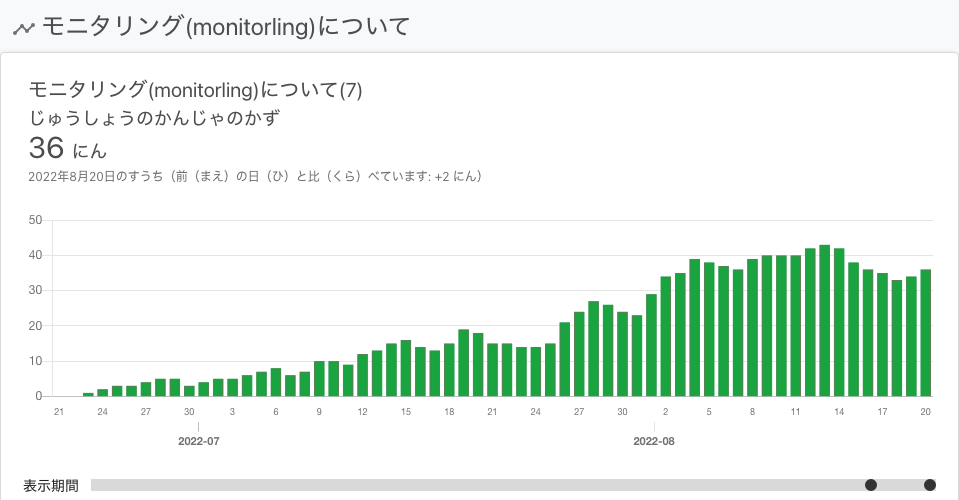 モニタリング(monitorling)について
モニタリング(monitorling)について(7)
じゅうしょうのかんじゃのかず
36 にん
2022年8月20日のすうち（前（まえ）の日（ひ）と比（くら）べています: +2 にん）
50
40
30
20
10
0
21 24 27 30 3 6 9 12 15 18 21 24 27 30 2 5 8 11 14 17 20
2022-07 2022-08
表示期間